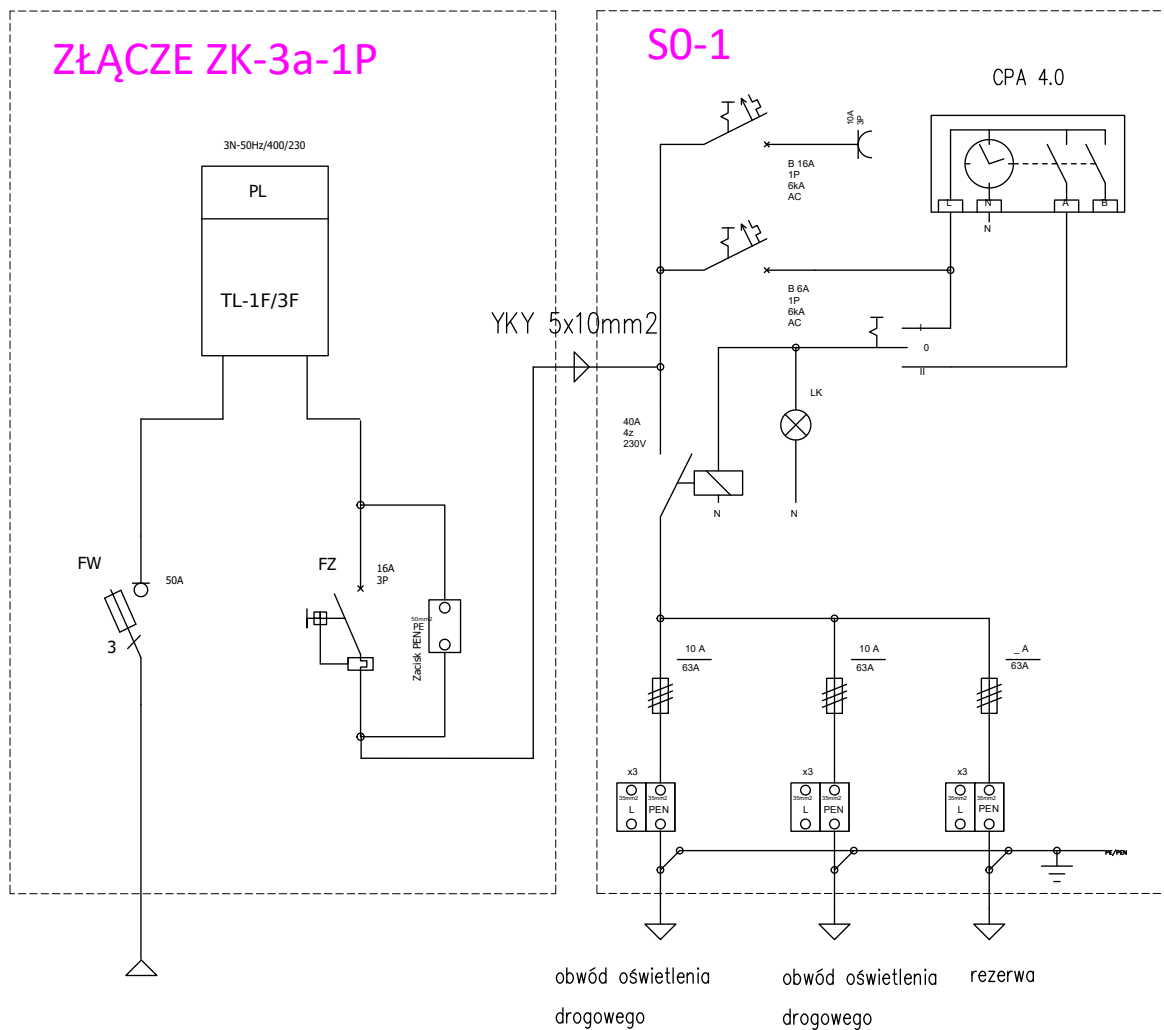 ZŁĄCZE ZK-3a-1P
3N-50Hz/400/230
PL
TL-1F/3F
FW
50A
3
FZ
16A
3P
50mm2
Zacisk PEN|PE
YKY 5x10mm2
S0-1
CPA 4.0
10A
3P
B 16A
1P
6kA
AC
L
N
A
B
N
B 6A
1P
6kA
AC
I
0
II
LK
40A
4z
230V
N
N
10 A
63A
10 A
63A
_ A
63A
x3
x3
x3
35mm2
35mm2
L
PEN
35mm2
35mm2
L
PEN
35mm2
35mm2
L
PEN
PE/PEN
obwód oświetlenia
drogowego
obwód oświetlenia
drogowego
rezerwa